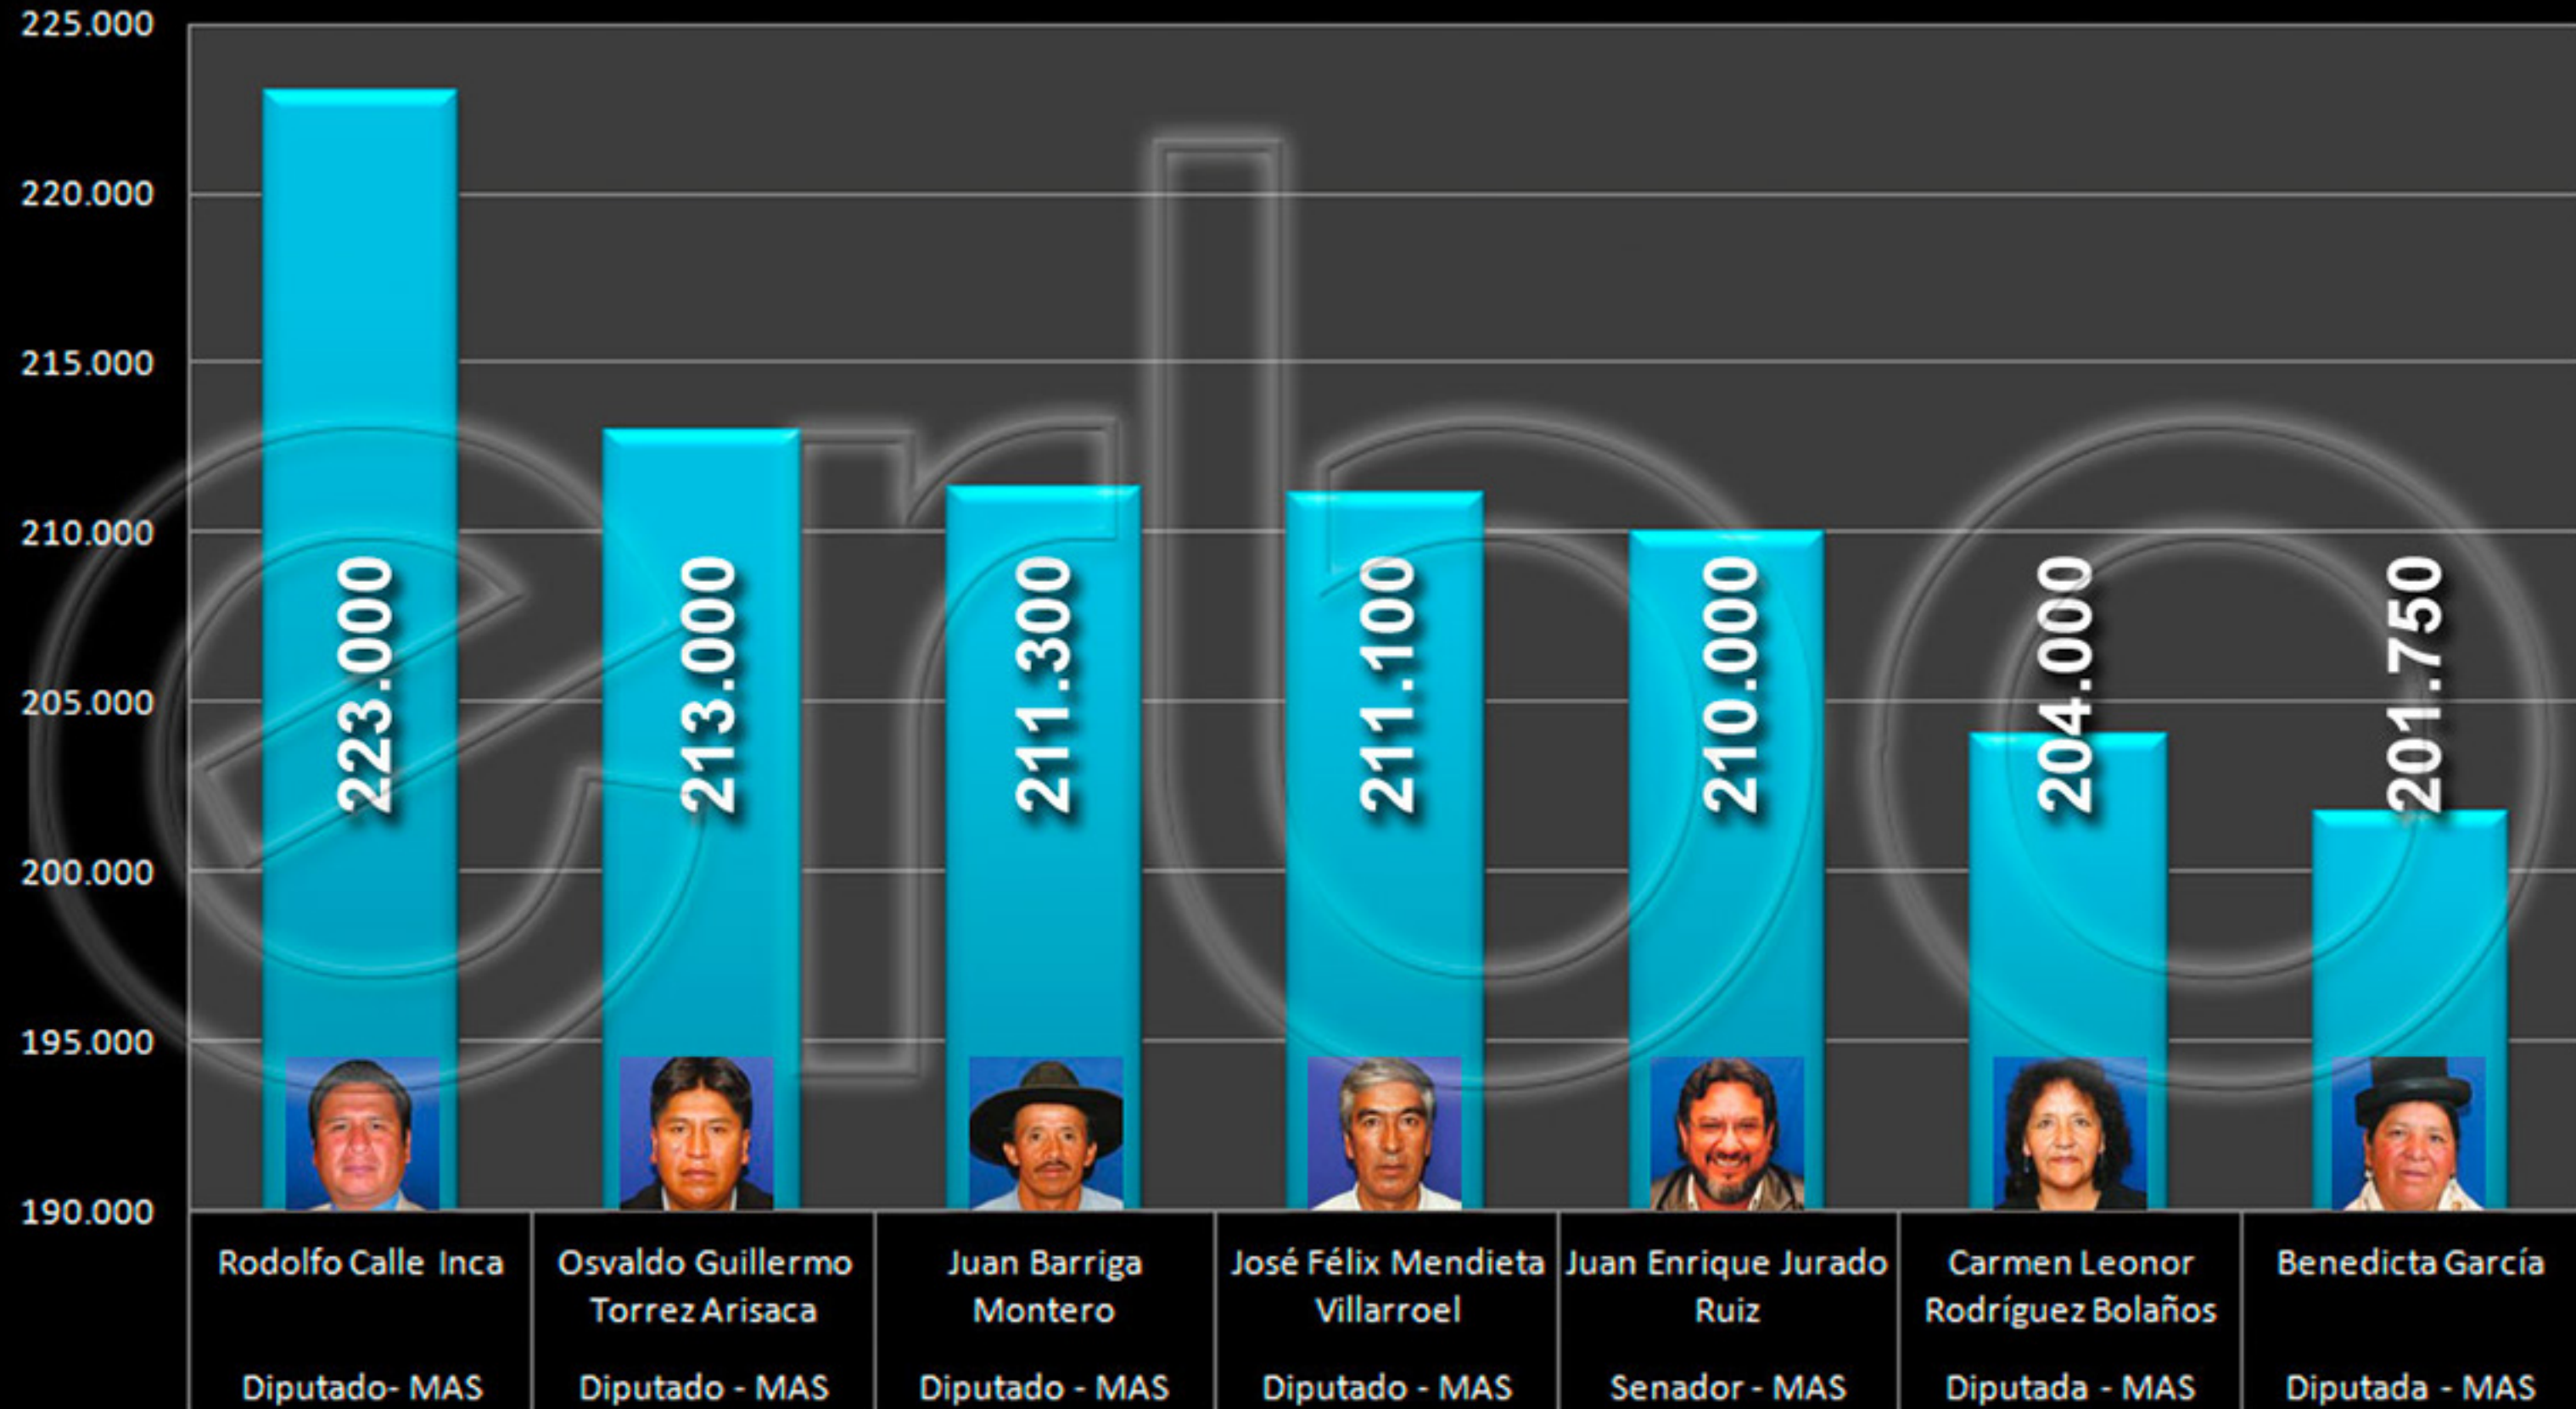 225.000
220.000
215.000
210.000
205.000
200.000
195.000
190.000
223.000
213.000
211.300
211.100
210.000
204.000
201.750
erbo
Rodolfo Calle Inca
Diputado- MAS
Osvaldo Guillermo
Torrez Arisaca
Diputado - MAS
Juan Barriga
Montero
Diputado - MAS
José Félix Mendieta
Villarroel
Diputado - MAS
Juan Enrique Jurado
Ruiz
Senador - MAS
Carmen Leonor
Rodríguez Bolaños
Diputada - MAS
Benedicta García
Diputada - MAS